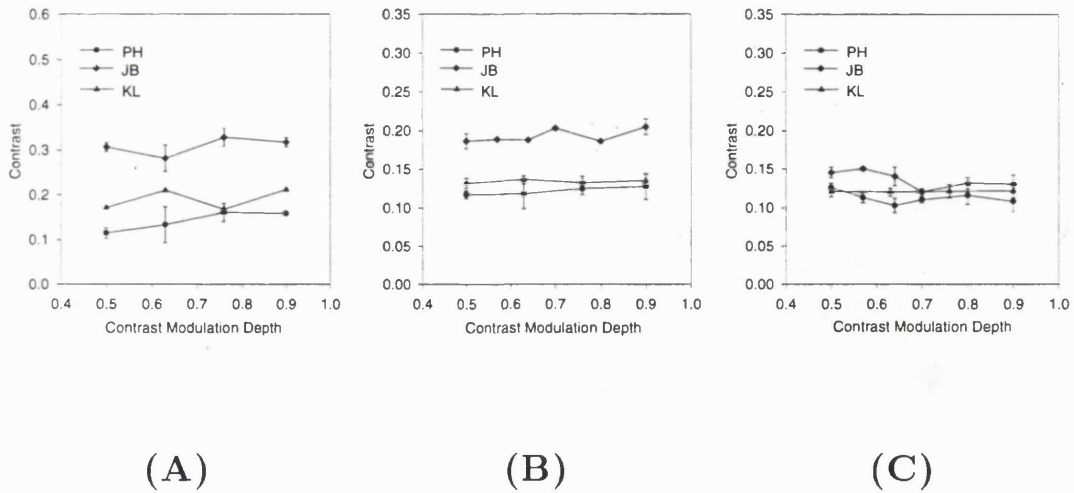 0.6
0.5
0.4
0.3
0.2
0.1
0.0
Contrast
PH
JB
KL
0.4 0.5 0.6 0.7 0.8 0.9 1.0
Contrast Modulation Depth
(A)
0.35
0.30
0.25
0.20
0.15
0.10
0.05
0.00
Contrast
PH
JB
KL
0.4 0.5 0.6 0.7 0.8 0.9 1.0
Contrast Modulation Depth
(B)
0.35
0.30
0.25
0.20
0.15
0.10
0.05
0.00
Contrast
PH
JB
KL
0.4 0.5 0.6 0.7 0.8 0.9 1.0
Contrast Modulation Depth
(C)